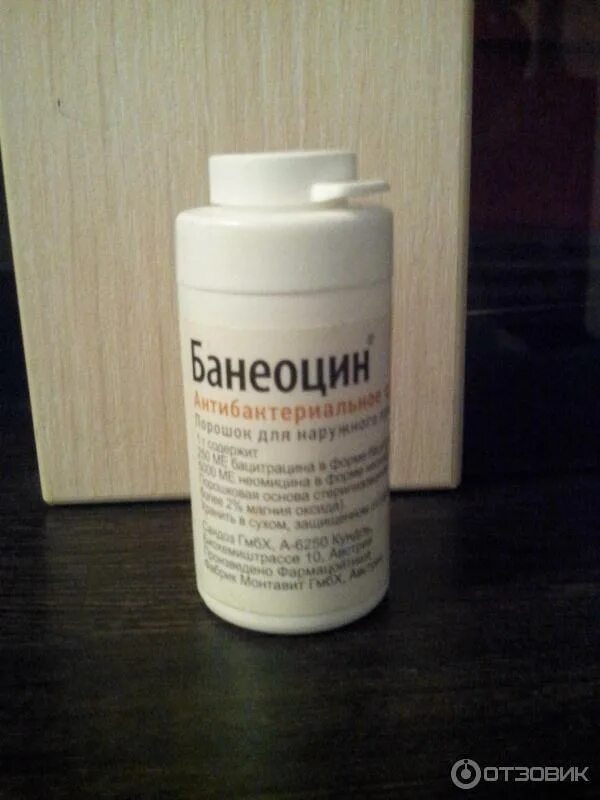 Банеоцин®
Антибактериальное
Порошок для наружного
1 г содержит
250 МЕ бацитрацина в форме
5000 МЕ неомицина в форме
Порошковая основа
более 2% магния оксида)
Хранить в сухом, защищенном
Сандоз ГмбХ, А-6250 Кундль,
Биохемиштрассе 10, Австрия
Произведено Фармацойтише
Фабрик Монтавит ГмбХ, Австрия
ОТЗОВИК